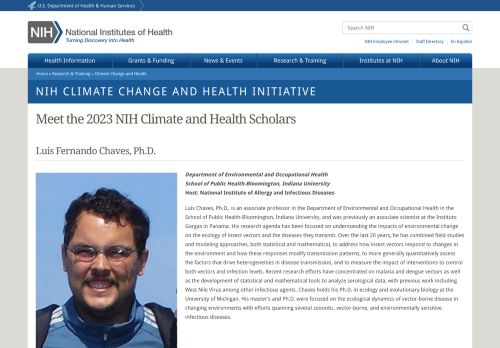 U.S. Department of Health & Human Services
Search NIH
NIH National Institutes of Health
Turning Discovery Into Health
NIH Employee Intranet | Staff Directory | En Español
Health Information Grants & Funding News & Events Research & Training Institutes at NIH About NIH
Home » Research & Training » Climate Change and Health
NIH CLIMATE CHANGE AND HEALTH INITIATIVE
Meet the 2023 NIH Climate and Health Scholars
Luis Fernando Chaves, Ph.D.
Department of Environmental and Occupational Health
School of Public Health-Bloomington, Indiana University
Host: National Institute of Allergy and Infectious Diseases
Luis Chaves, Ph.D., is an associate professor in the Department of Environmental and Occupational Health in the
School of Public Health-Bloomington, Indiana University, and was previously an associate scientist at the Instituto
Gorgas in Panama. His research agenda has been focused on understanding the impacts of environmental change
on the ecology of insect vectors and the diseases they transmit. Over the last 20 years, he has combined field studies
and modeling approaches, both statistical and mathematical, to address how insect vectors respond to changes in
the environment and how these responses modify transmission patterns, to more generally quantitatively assess
the factors that drive heterogeneities in disease transmission, and to measure the impact of interventions to control
both vectors and infection levels. Recent research efforts have concentrated on malaria and dengue vectors as well
as the development of statistical and mathematical tools to analyze serological data, with previous work including
West Nile Virus among other infectious agents. Chaves holds his Ph.D. in ecology and evolutionary biology at the
University of Michigan. His master's and Ph.D. were focused on the ecological dynamics of vector-borne disease in
changing environments with efforts spanning several zoonotic, vector-borne, and environmentally sensitive
infectious diseases.